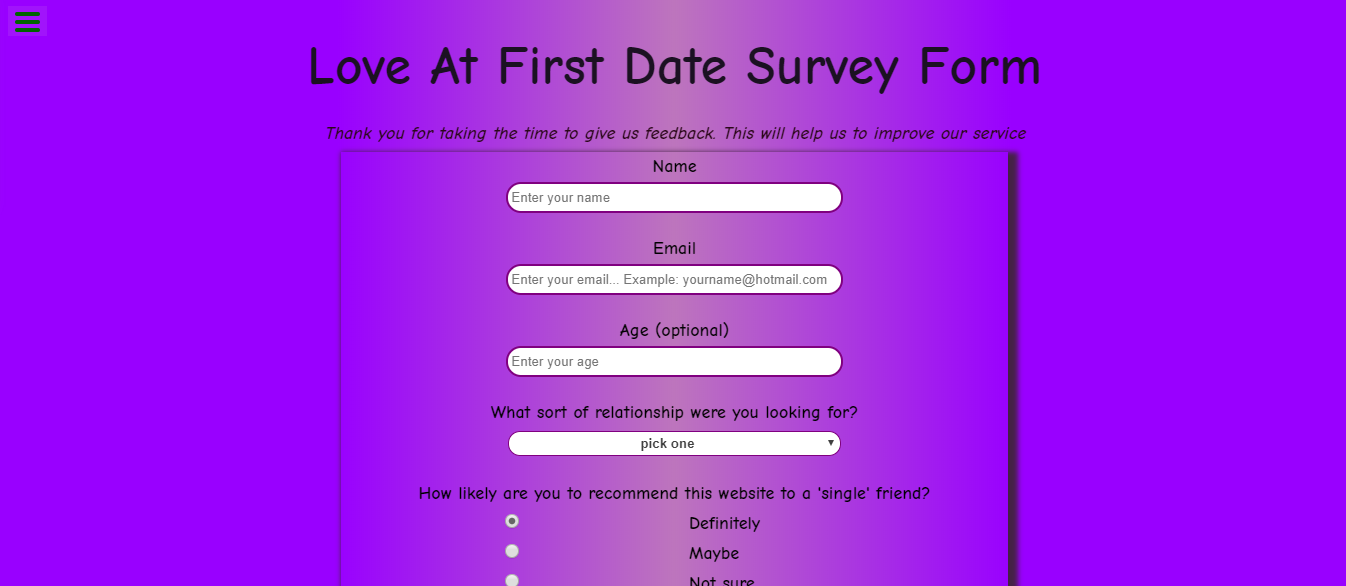 Love At First Date Survey Form
Thank you for taking the time to give us feedback. This will help us to improve our service
Name
Enter your name
Email
Enter your email... Example: yourname@hotmail.com
Age (optional)
Enter your age
What sort of relationship were you looking for?
pick one
How likely are you to recommend this website to a 'single' friend?
Definitely
Maybe
Not sure